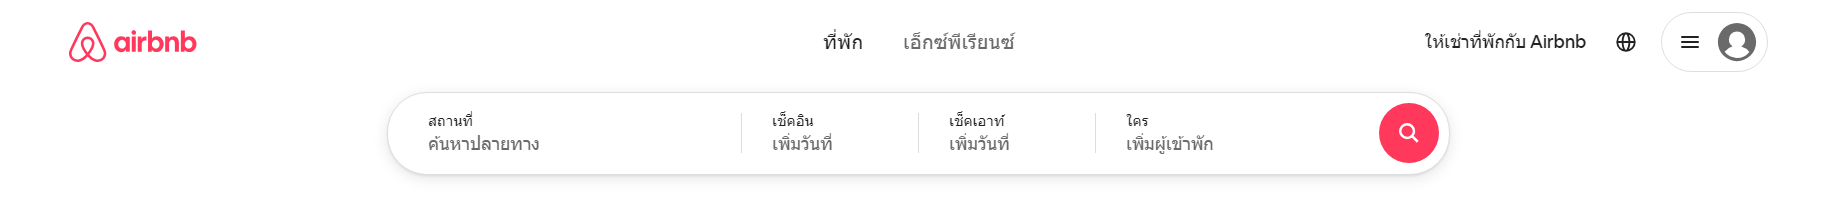 airbnb
ที่พัก
เอ็กซ์พีเรียนซ์
ให้เช่าที่พักกับ Airbnb
สถานที่
ค้นหาปลายทาง
เช็คอิน
เพิ่มวันที่
เช็คเอาท์
เพิ่มวันที่
ใคร
เพิ่มผู้เข้าพัก